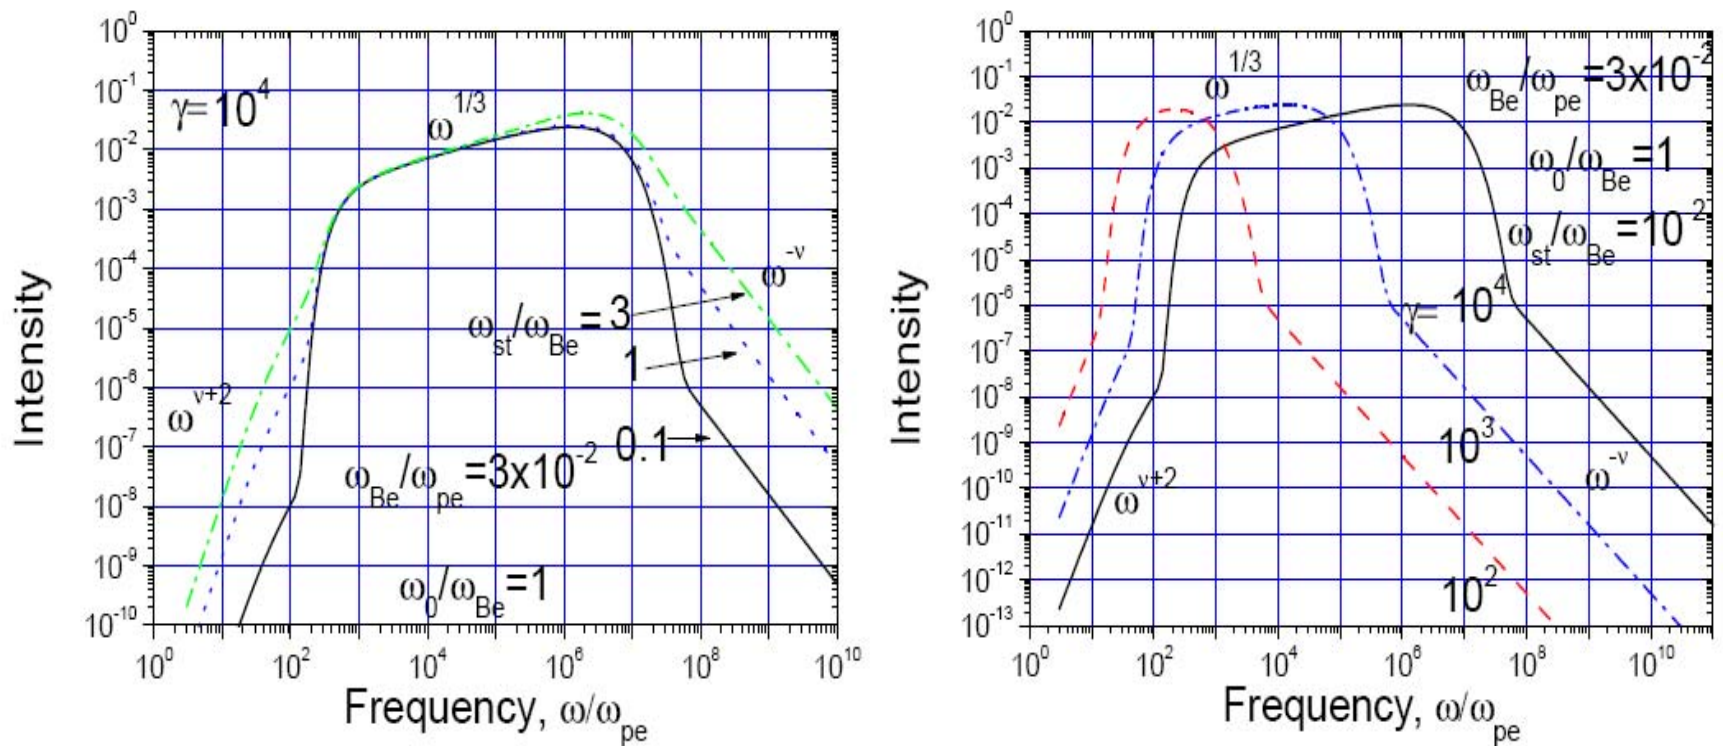 10^0
10^-1
10^-2
10^-3
10^-4
10^-5
10^-6
10^-7
10^-8
10^-9
10^-10
Intensity
γ=10^4
ω^1/3
ω^-ν
ω_st/ω_Be = 3
1
0.1
ω^ν+2
ω_Be/ω_pe =3x10^-2
ω_0/ω_Be =1
10^0 10^2 10^4 10^6 10^8 10^10
Frequency, ω/ω_pe
10^0
10^-1
10^-2
10^-3
10^-4
10^-5
10^-6
10^-7
10^-8
10^-9
10^-10
10^-11
10^-12
10^-13
Intensity
ω^1/3
ω_Be/ω_pe =3x10^-2
ω_0/ω_Be =1
ω_st/ω_Be =10^-2
γ= 10^4
10^3
10^2
ω^-ν
ω^ν+2
10^0 10^2 10^4 10^6 10^8 10^10
Frequency, ω/ω_pe